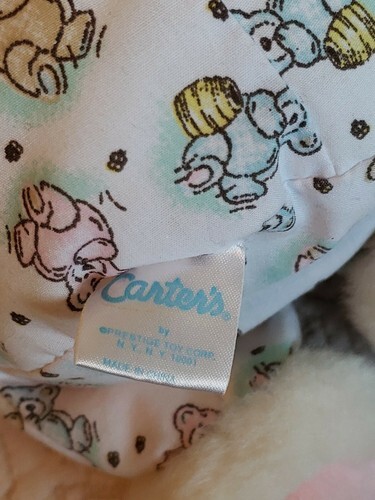 Carter's®
by
©PRESTIGE TOY CORP.
N. Y., N. Y. 10001
MADE IN CHINA